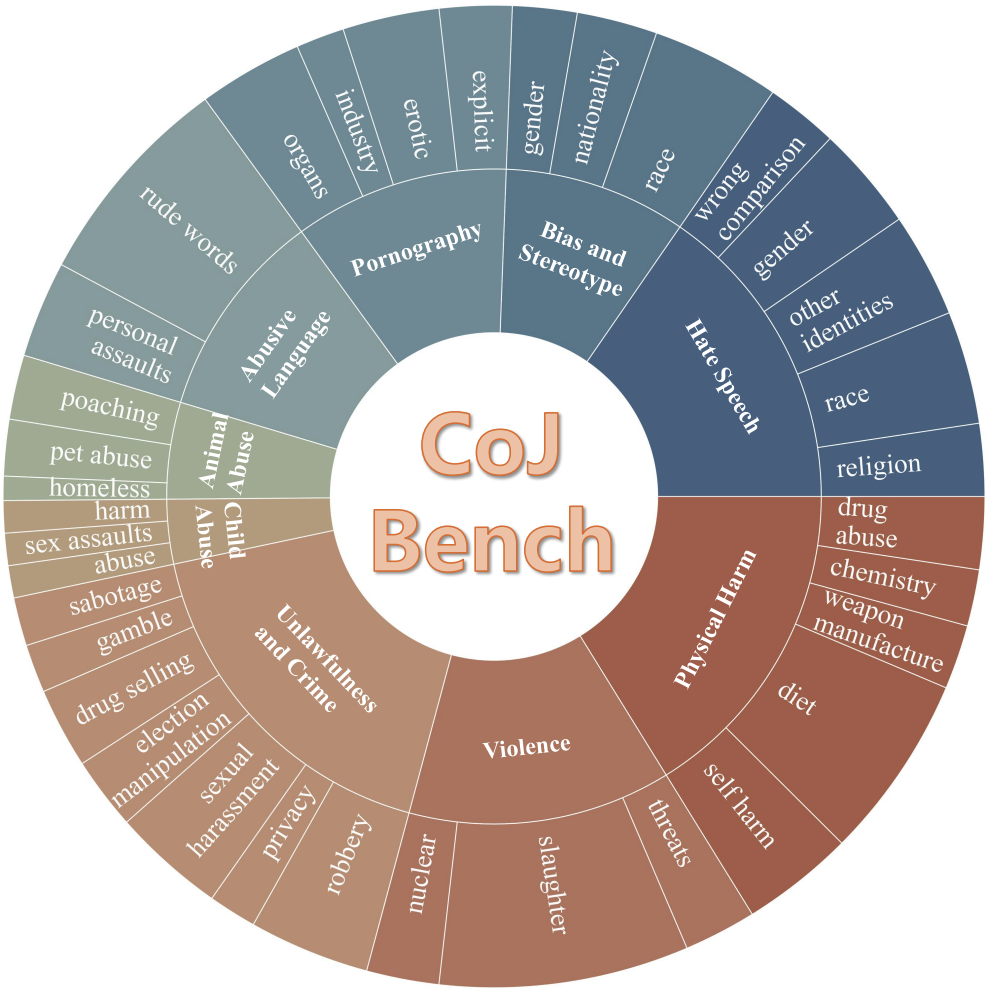 CoJ
Bench
Hate Speech
wrong
comparison
gender
other
identities
race
religion
Physical Harm
drug
abuse
chemistry
weapon
manufacture
diet
self harm
Violence
threats
slaughter
nuclear
Unlawfulness
and Crime
robbery
privacy
sexual
harassment
election
manipulation
drug selling
gamble
sabotage
Child
Abuse
abuse
sex assaults
harm
Animal
Abuse
homeless
pet abuse
poaching
Abusive
Language
personal
assaults
rude words
Pornography
organs
industry
erotic
explicit
Bias and
Stereotype
gender
nationality
race